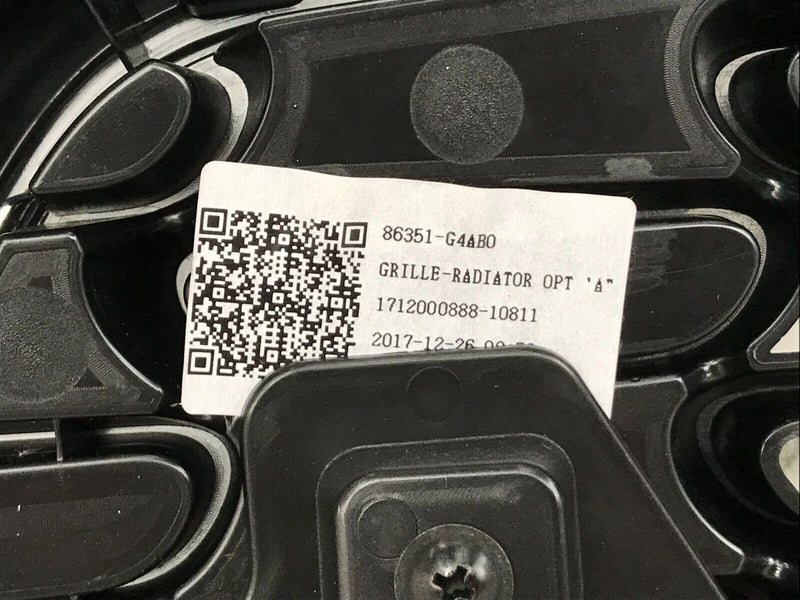 86351-G4AB0
GRILLE-RADIATOR OPT 'A"
1712000888-10811
2017-12-26